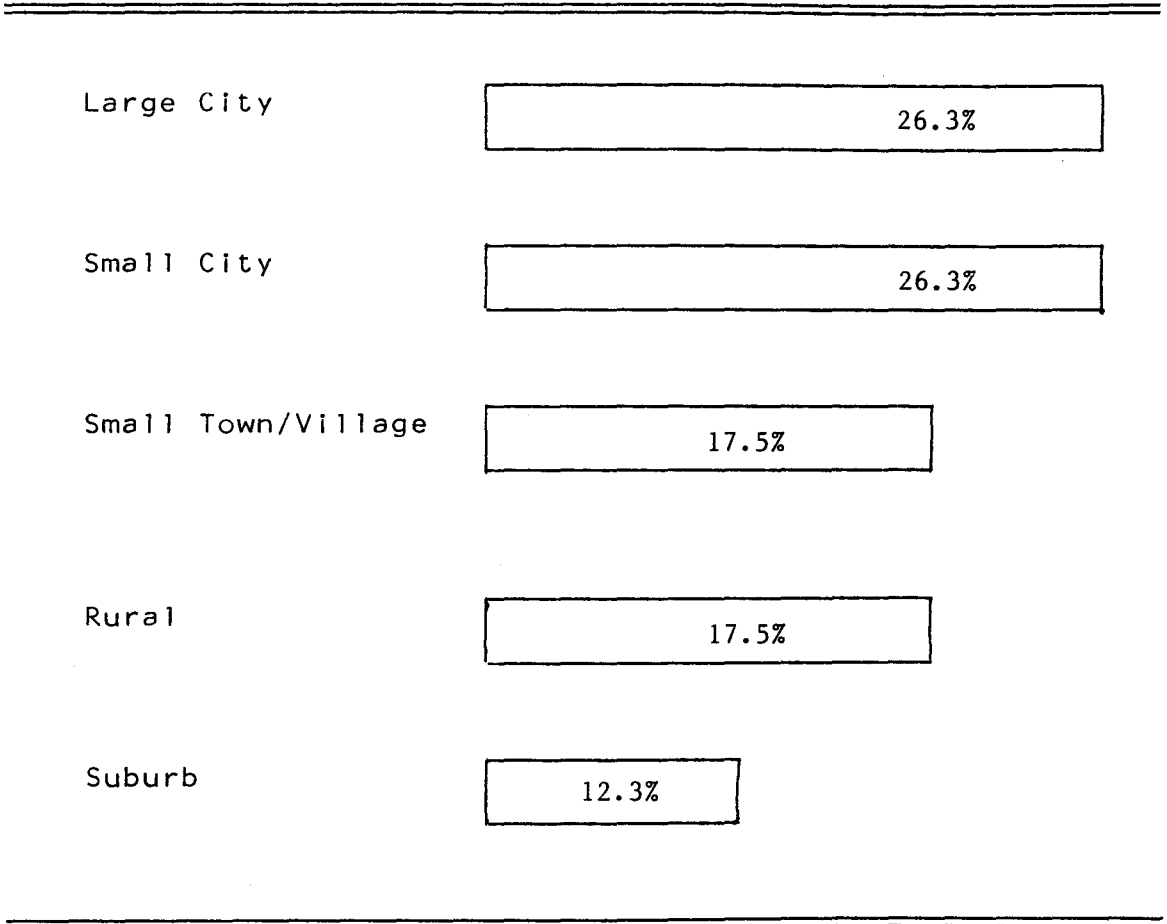 Large City 26.3%
Small City 26.3%
Small Town/Village 17.5%
Rural 17.5%
Suburb 12.3%